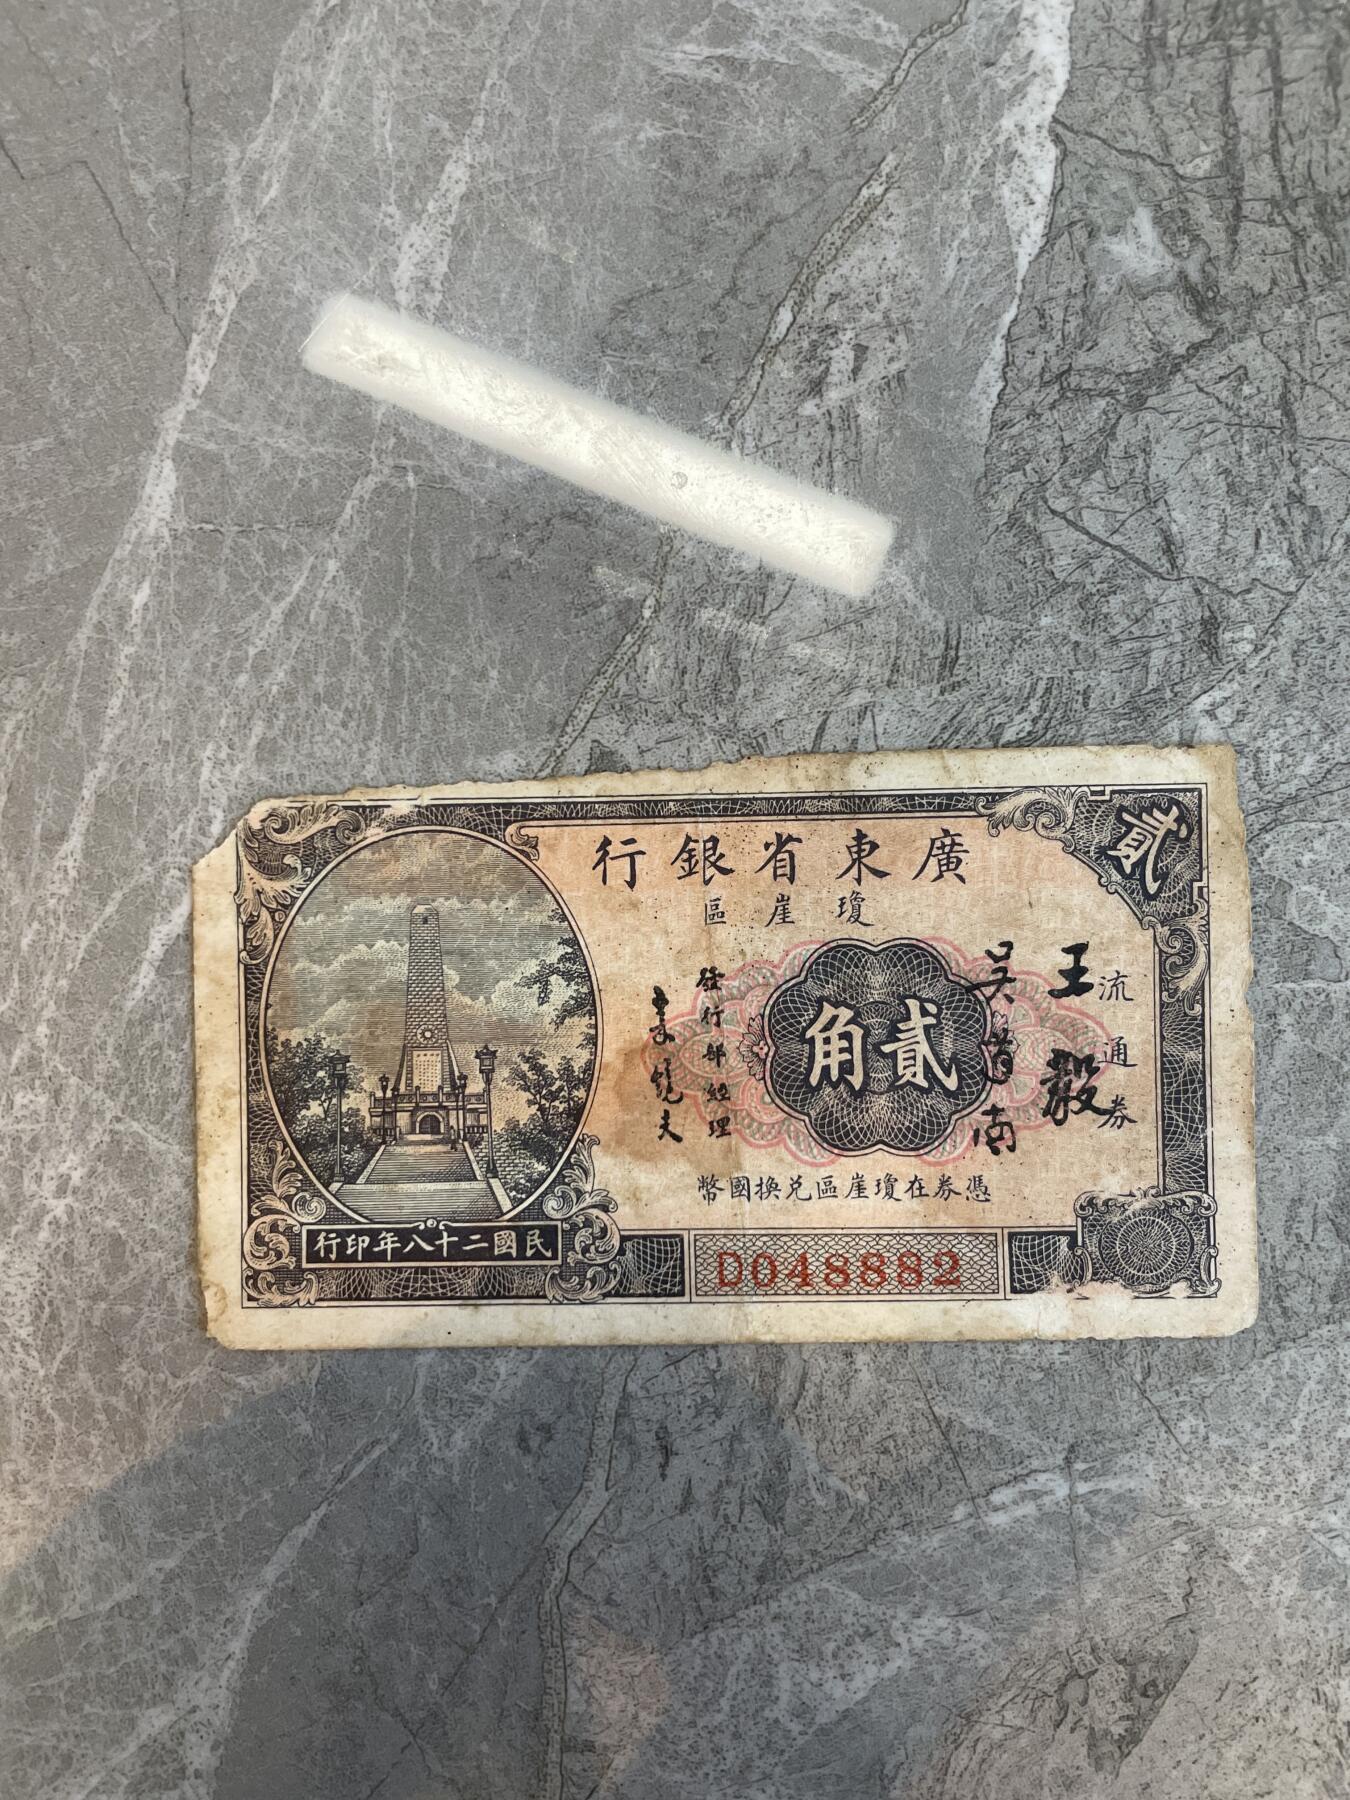 廣東省銀行
瓊崖區
貳
流通券
王毅
吳道南
貳角
發行部經理
憑券在瓊崖區兌換國幣
民國二十八年印行
D048882